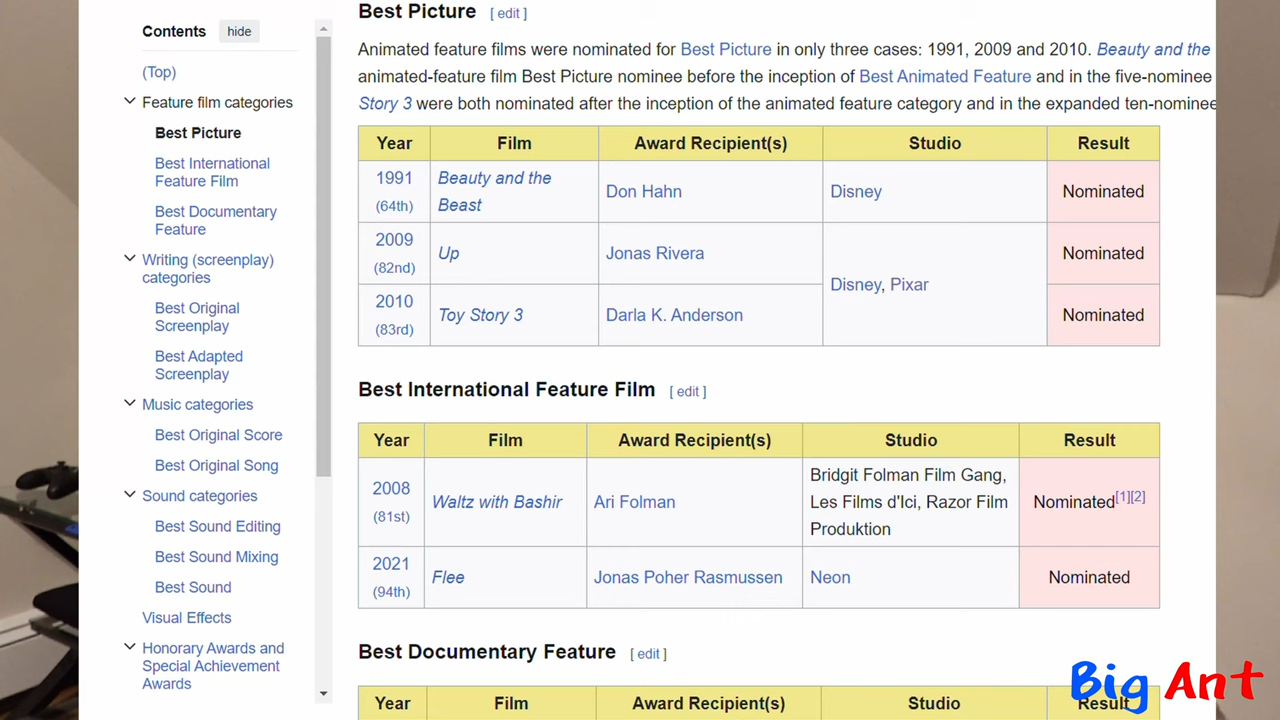 Contents hide
(Top)
Feature film categories
Best Picture
Best International
Feature Film
Best Documentary
Feature
Writing (screenplay)
categories
Best Original
Screenplay
Best Adapted
Screenplay
Music categories
Best Original Score
Best Original Song
Sound categories
Best Sound Editing
Best Sound Mixing
Best Sound
Visual Effects
Honorary Awards and
Special Achievement
Awards
Best Picture [ edit ]
Animated feature films were nominated for Best Picture in only three cases: 1991, 2009 and 2010. Beauty and the
animated-feature film Best Picture nominee before the inception of Best Animated Feature and in the five-nominee
Story 3 were both nominated after the inception of the animated feature category and in the expanded ten-nominee
Year Film Award Recipient(s) Studio Result
1991
(64th)
Beauty and the
Beast
Don Hahn
Disney
Nominated
2009
(82nd)
Up
Jonas Rivera
Disney, Pixar
Nominated
2010
(83rd)
Toy Story 3
Darla K. Anderson
Nominated
Best International Feature Film [ edit ]
Year Film Award Recipient(s) Studio Result
2008
(81st)
Waltz with Bashir
Ari Folman
Bridgit Folman Film Gang,
Les Films d'Ici, Razor Film
Produktion
Nominated[1][2]
2021
(94th)
Flee
Jonas Poher Rasmussen
Neon
Nominated
Best Documentary Feature [ edit ]
Year Film Award Recipient(s) Studio Result
Big Ant